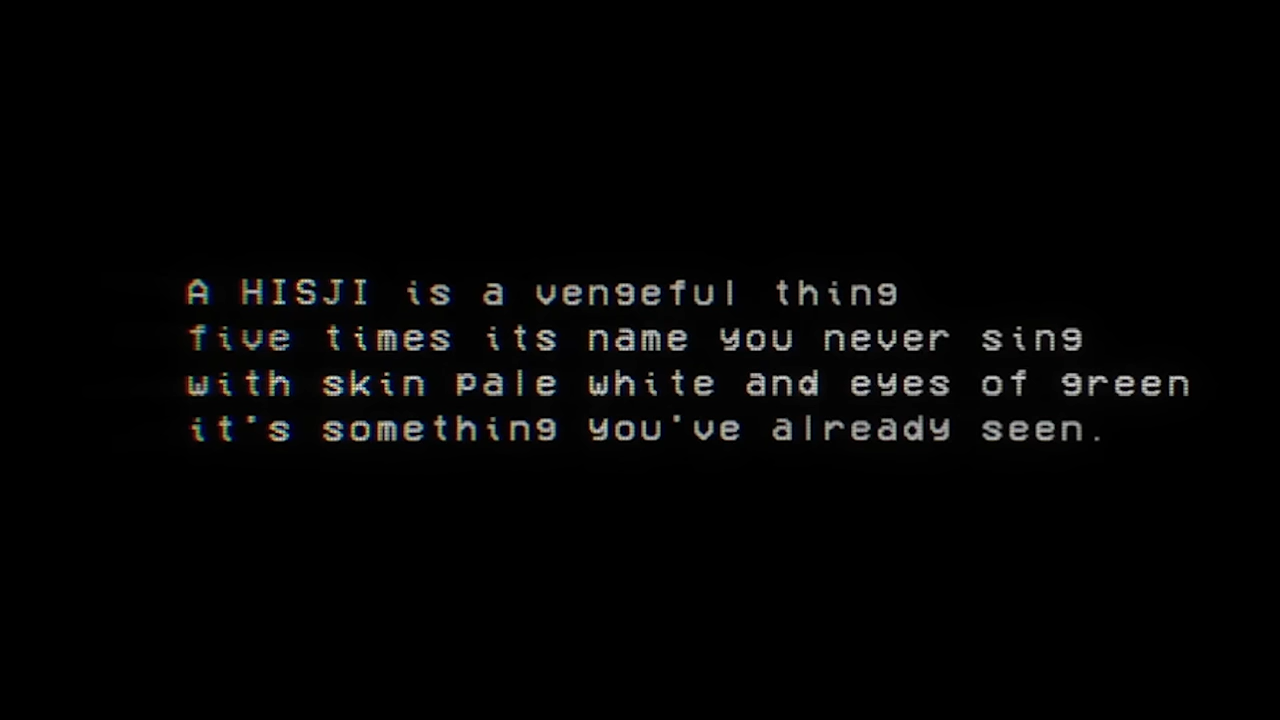 A HISJI is a vengeful thing
five times its name you never sing
with skin pale white and eyes of green
it's something you've already seen.